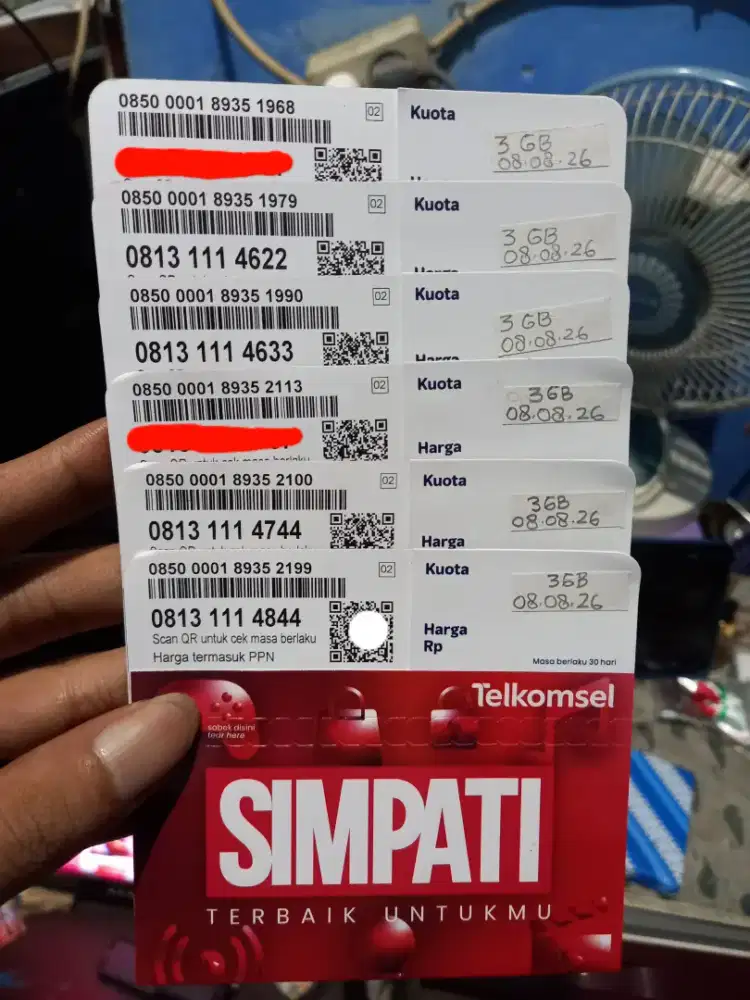 0850 0001 8935 1968
02
Kuota
3 GB
08.08.26
0850 0001 8935 1979
02
Kuota
3 GB
08.08.26
0813 111 4622
0850 0001 8935 1990
02
Kuota
3 GB
08.08.26
0813 111 4633
Harga
0850 0001 8935 2113
02
Kuota
3GB
08.08.26
Harga
0850 0001 8935 2100
02
Kuota
3GB
08.08.26
0813 111 4744
Harga
0850 0001 8935 2199
02
Kuota
3GB
08.08.26
0813 111 4844
Scan QR untuk cek masa berlaku
Harga termasuk PPN
Harga
Rp
Masa berlaku 30 hari
Telkomsel
sobek disini
tear here
SIMPATI
TERBAIK UNTUKMU